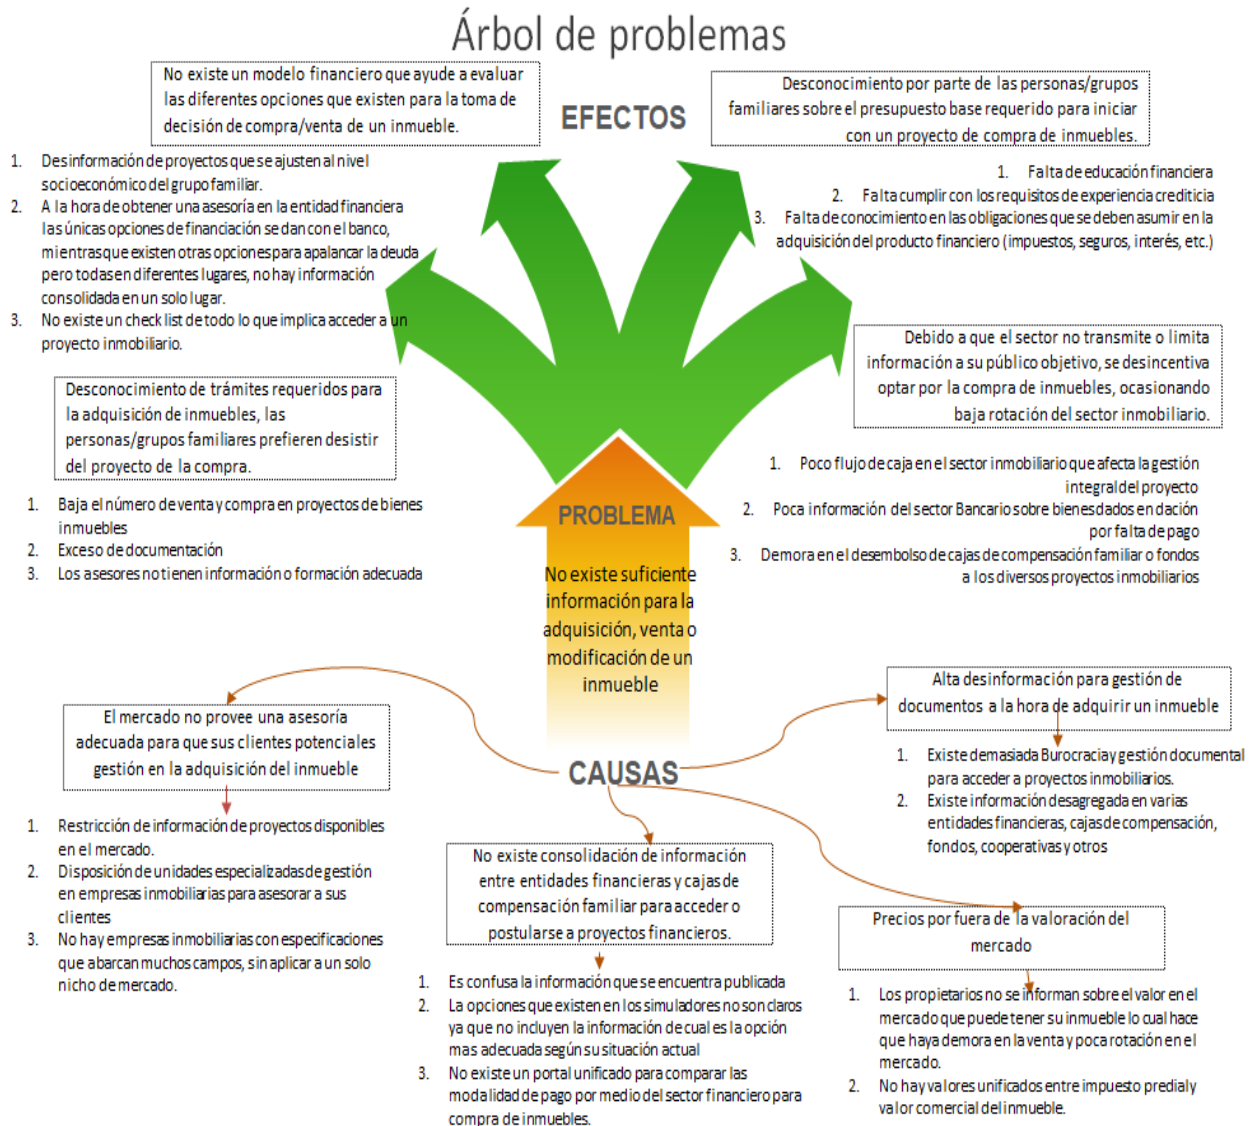 Árbol de problemas
No existe un modelo financiero que ayude a evaluar
las diferentes opciones que existen para la toma de
decisión de compra/venta de un inmueble.
EFECTOS
Desconocimiento por parte de las personas/grupos
familiares sobre el presupuesto base requerido para iniciar
con un proyecto de compra de inmuebles.
1. Desinformación de proyectos que se ajusten al nivel
socioeconómico del grupo familiar.
2. A la hora de obtener una asesoría en la entidad financiera
las únicas opciones de financiación se dan con el banco,
mientras que existen otras opciones para apalancar la deuda
pero todas en diferentes lugares, no hay información
consolidada en un solo lugar.
3. No existe un check list de todo lo que implica acceder a un
proyecto inmobiliario.
1. Falta de educación financiera
2. Falta cumplir con los requisitos de experiencia crediticia
3. Falta de conocimiento en las obligaciones que se deben asumir en la
adquisición del producto financiero (impuestos, seguros, interés, etc.)
Desconocimiento de trámites requeridos para
la adquisición de inmuebles, las
personas/grupos familiares prefieren desistir
del proyecto de la compra.
Debido a que el sector no transmite o limita
información a su público objetivo, se desincentiva
optar por la compra de inmuebles, ocasionando
baja rotación del sector inmobiliario.
1. Baja el número de venta y compra en proyectos de bienes
inmuebles
2. Exceso de documentación
3. Los asesores no tienen información o formación adecuada
1. Poco flujo de caja en el sector inmobiliario que afecta la gestión
integral del proyecto
2. Poca información del sector Bancario sobre bienes dados en dación
por falta de pago
3. Demora en el desembolso de cajas de compensación familiar o fondos
a los diversos proyectos inmobiliarios
PROBLEMA
No existe suficiente
información para la
adquisición, venta o
modificación de un
inmueble
CAUSAS
El mercado no provee una asesoría
adecuada para que sus clientes potenciales
gestión en la adquisición del inmueble
1. Restricción de información de proyectos disponibles
en el mercado.
2. Disposición de unidades especializadas de gestión
en empresas inmobiliarias para asesorar a sus
clientes
3. No hay empresas inmobiliarias con especificaciones
que abarcan muchos campos, sin aplicar a un solo
nicho de mercado.
No existe consolidación de información
entre entidades financieras y cajas de
compensación familiar para acceder o
postularse a proyectos financieros.
1. Es confusa la información que se encuentra publicada
2. La opciones que existen en los simuladores no son claros
ya que no incluyen la información de cual es la opción
mas adecuada según su situación actual
3. No existe un portal unificado para comparar las
modalidad de pago por medio del sector financiero para
compra de inmuebles.
Alta desinformación para gestión de
documentos a la hora de adquirir un inmueble
1. Existe demasiada Burocracia y gestión documental
para acceder a proyectos inmobiliarios.
2. Existe información desagregada en varias
entidades financieras, cajas de compensación,
fondos, cooperativas y otros
Precios por fuera de la valoración del
mercado
1. Los propietarios no se informan sobre el valor en el
mercado que puede tener su inmueble lo cual hace
que haya demora en la venta y poca rotación en el
mercado.
2. No hay valores unificados entre impuesto predial y
valor comercial del inmueble.